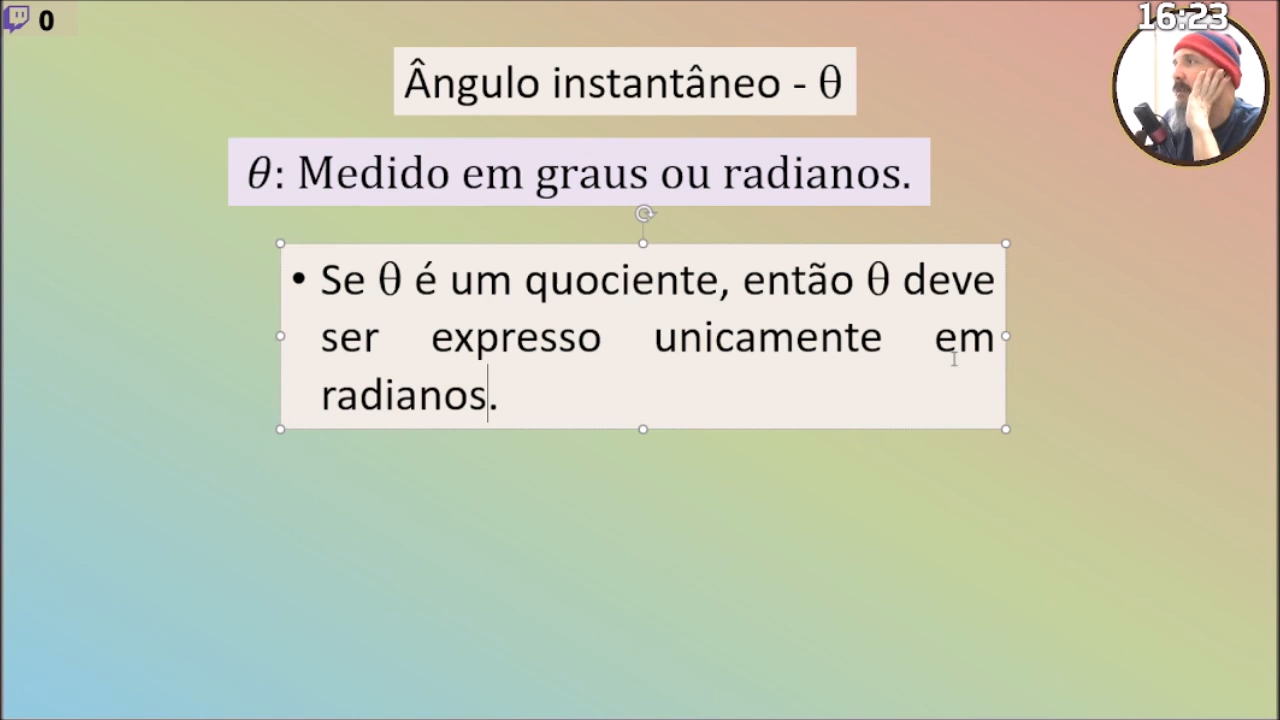 0
16:23
Ângulo instantâneo - θ
θ: Medido em graus ou radianos.
• Se θ é um quociente, então θ deve
ser expresso unicamente em
radianos.